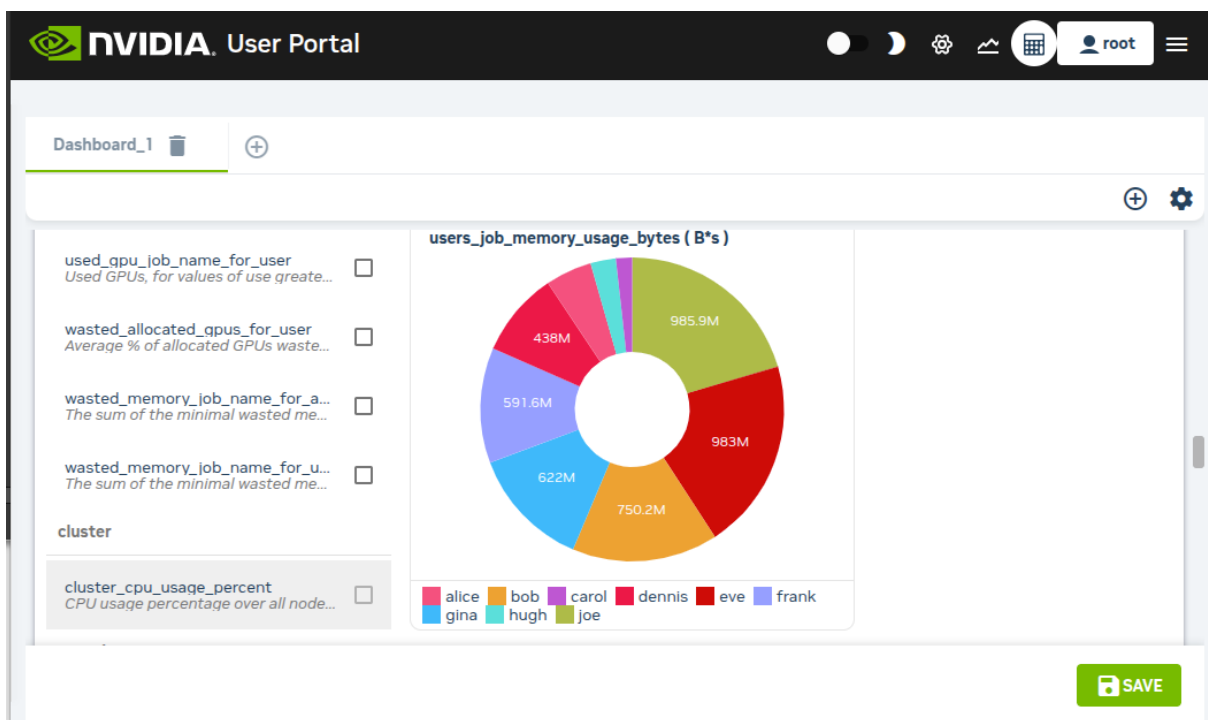 NVIDIA. User Portal
root
Dashboard_1
used_gpu_job_name_for_user
Used GPUs, for values of use greate...
wasted_allocated_gpus_for_user
Average % of allocated GPUs waste...
wasted_memory_job_name_for_a...
The sum of the minimal wasted me...
wasted_memory_job_name_for_u...
The sum of the minimal wasted me...
cluster
cluster_cpu_usage_percent
CPU usage percentage over all node...
users_job_memory_usage_bytes ( B*s )
985.9M
438M
591.6M
983M
622M
750.2M
alice bob carol dennis eve frank
gina hugh joe
SAVE